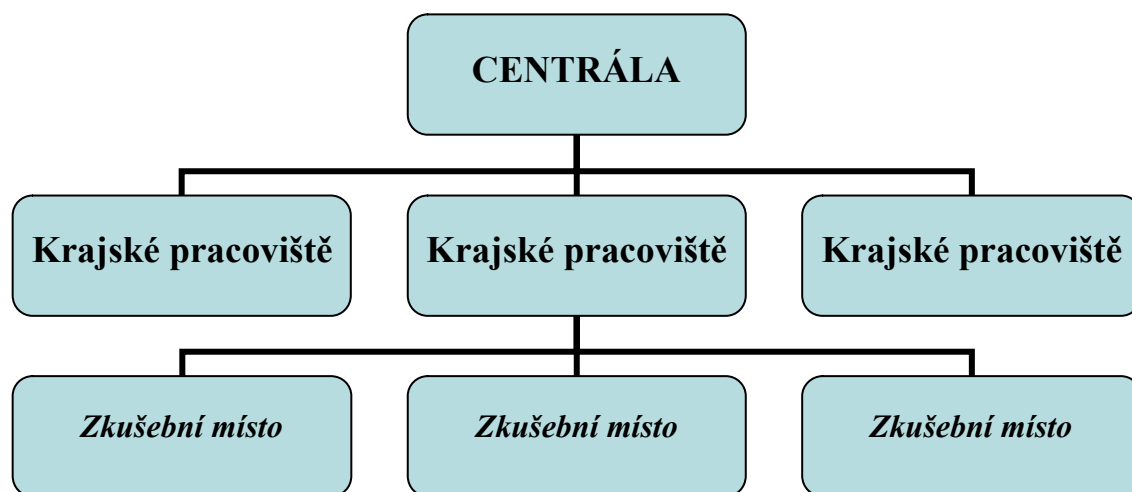 CENTRÁLA
Krajské pracoviště
Krajské pracoviště
Krajské pracoviště
Zkušební místo
Zkušební místo
Zkušební místo